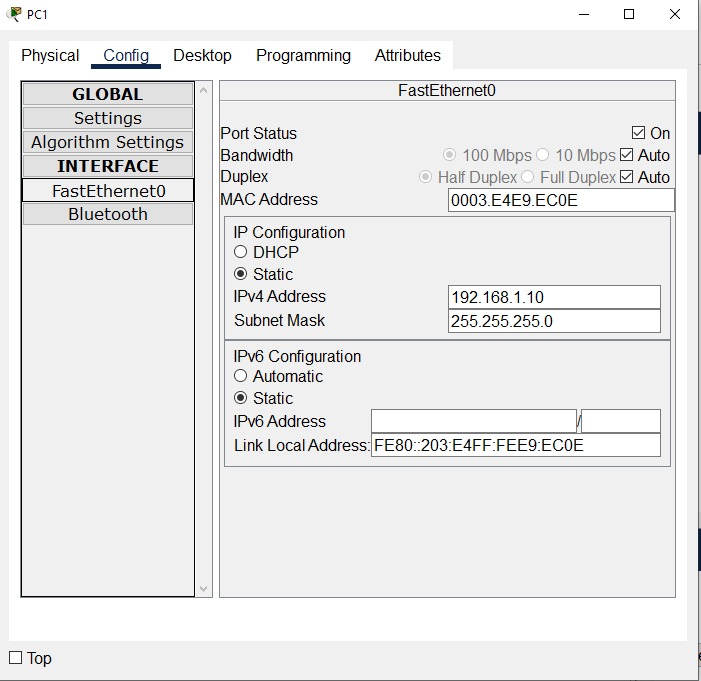 PC1
Physical Config Desktop Programming Attributes
GLOBAL
Settings
Algorithm Settings
INTERFACE
FastEthernet0
Bluetooth
FastEthernet0
Port Status On
Bandwidth 100 Mbps 10 Mbps Auto
Duplex Half Duplex Full Duplex Auto
MAC Address 0003.E4E9.EC0E
IP Configuration
DHCP
Static
IPv4 Address 192.168.1.10
Subnet Mask 255.255.255.0
IPv6 Configuration
Automatic
Static
IPv6 Address /
Link Local Address: FE80::203:E4FF:FEE9:EC0E
Top